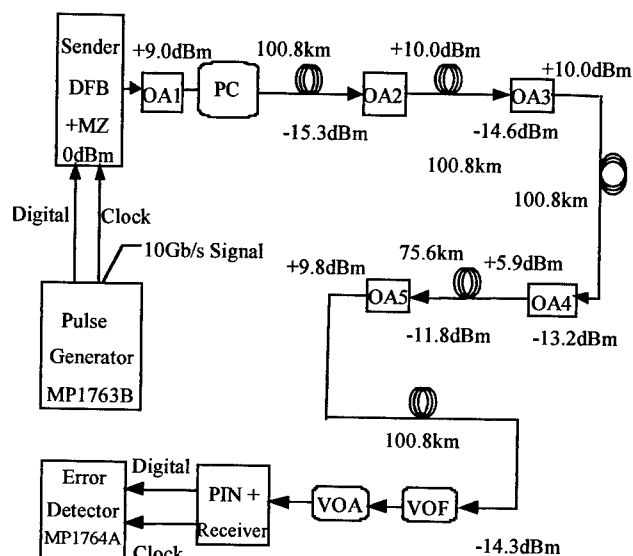 Sender
DFB
+MZ
0dBm
+9.0dBm
OA1
PC
100.8km
-15.3dBm
OA2
+10.0dBm
100.8km
-14.6dBm
OA3
+10.0dBm
100.8km
Digital
Clock
10Gb/s Signal
Pulse
Generator
MP1763B
-13.2dBm
OA4
+5.9dBm
75.6km
-11.8dBm
OA5
+9.8dBm
100.8km
-14.3dBm
VOF
VOA
PIN +
Receiver
Digital
Clock
Error
Detector
MP1764A